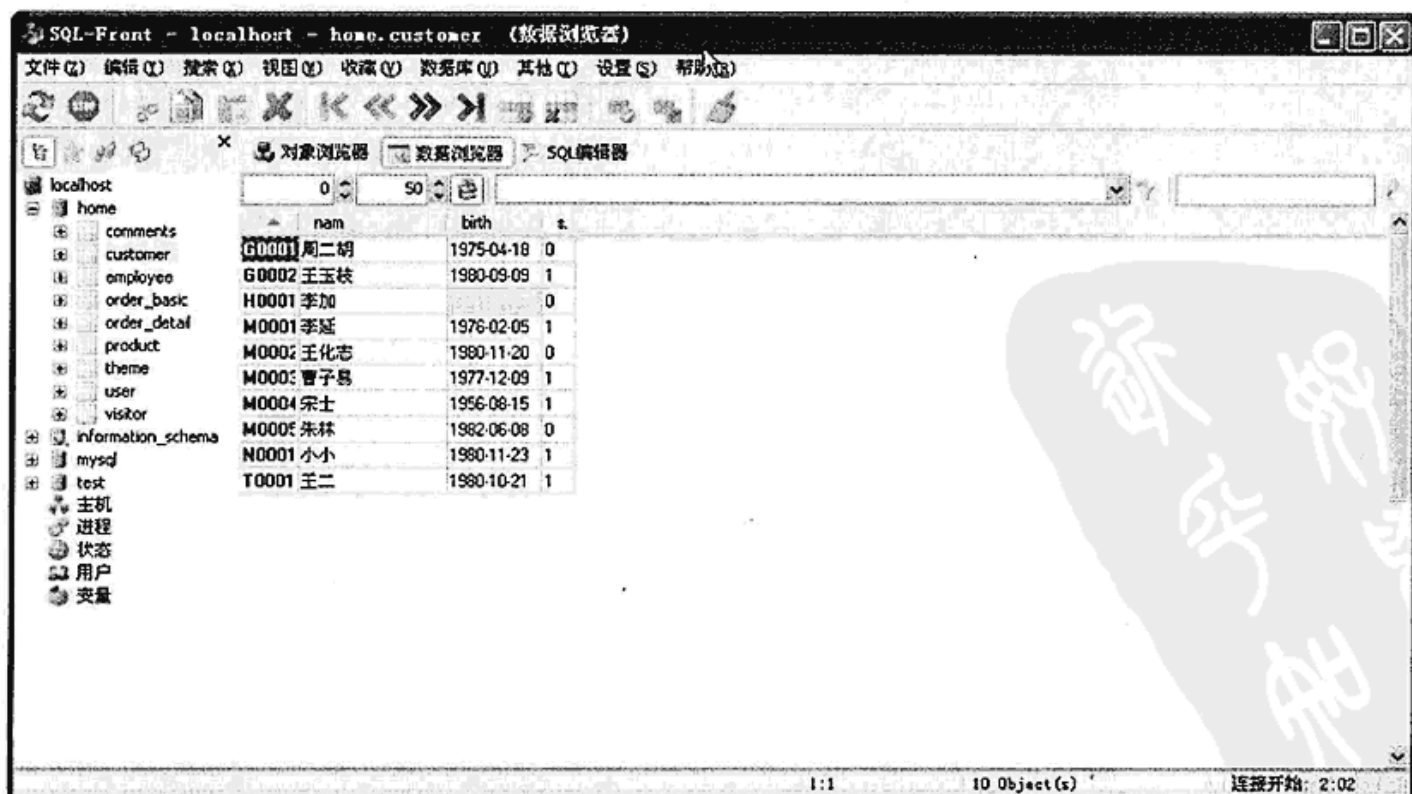 SQL-Front - localhost - home.customer (数据浏览器)
文件(Z) 编辑(Y) 搜索(X) 视图(W) 收藏(V) 数据库(U) 其他(T) 设置(S) 帮助(R)
对象浏览器 数据浏览器 SQL编辑器
localhost
0 50
home
nam birth s.
comments
customer
employee
order_basic
order_detail
product
theme
user
visitor
information_schema
mysql
test
主机
进程
状态
用户
变量
G0001 周二胡 1975-04-18 0
G0002 王玉枝 1980-09-09 1
H0001 李加 0
M0001 李延 1976-02-05 1
M0002 王化志 1980-11-20 0
M0003 曹子易 1977-12-09 1
M0004 宋士 1956-08-15 1
M0005 朱林 1982-06-08 0
N0001 小小 1980-11-23 1
T0001 王二 1980-10-21 1
1:1 10 Object(s) 连接开始: 2:02